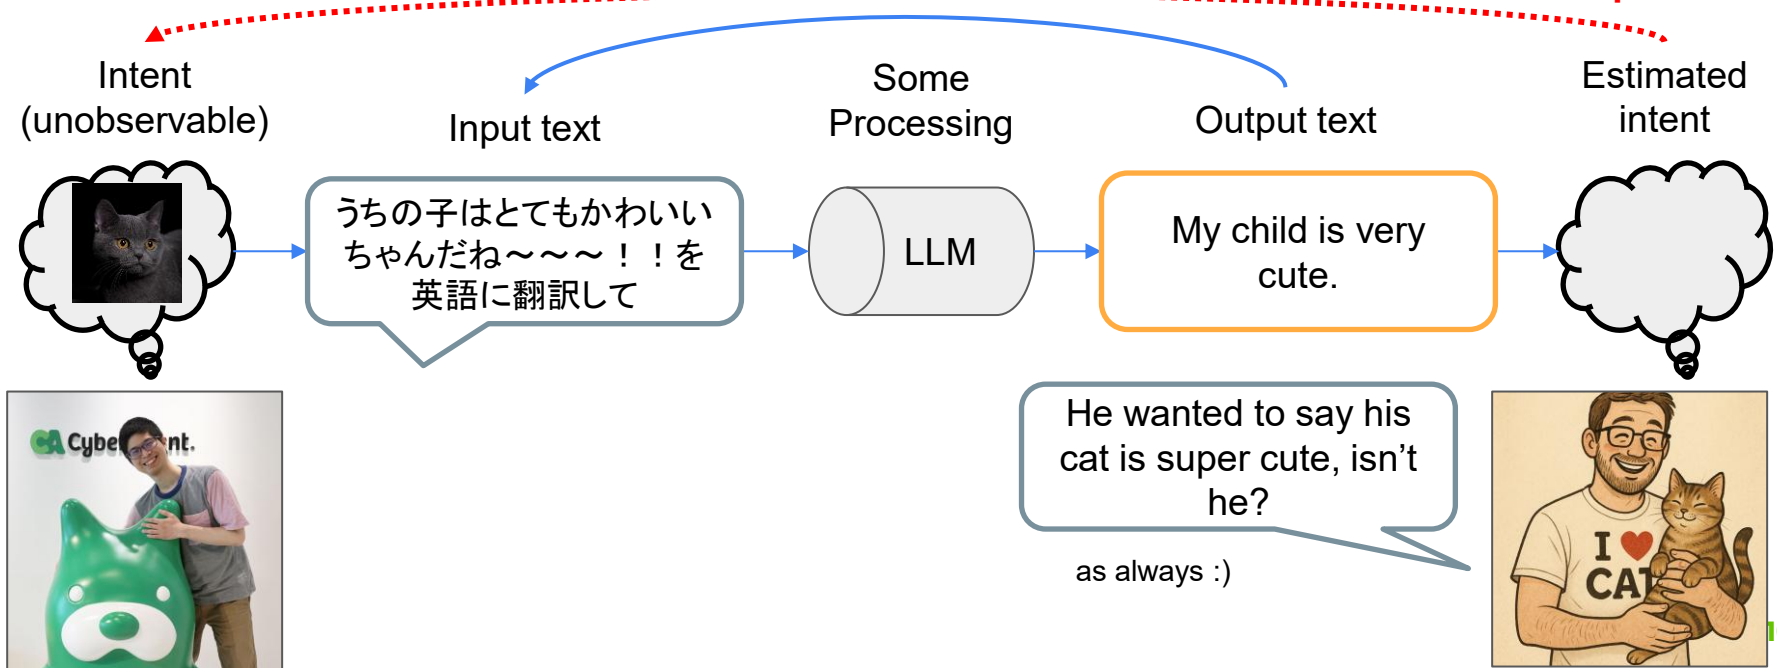 Intent
(unobservable)
Input text
Some
Processing
Output text
Estimated
intent
うちの子はとてもかわいい
ちゃんだね～～～！！を
英語に翻訳して
LLM
My child is very
cute.
He wanted to say his
cat is super cute, isn't
he?
as always :)
CA
I
CAT